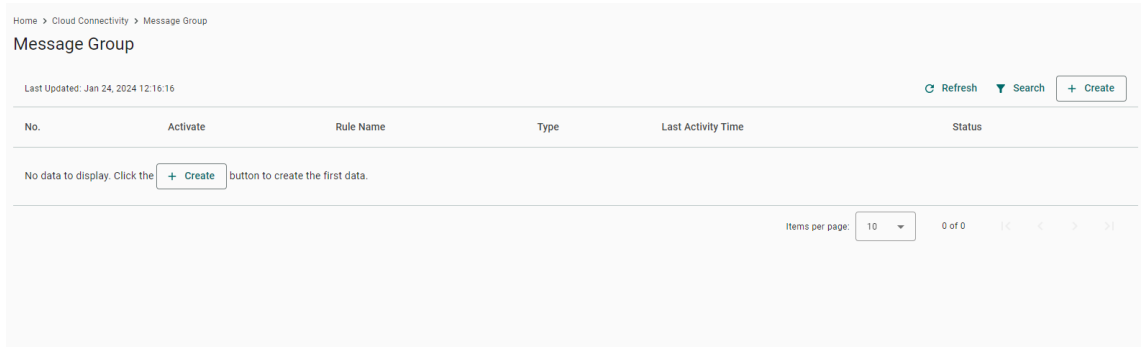 Home > Cloud Connectivity > Message Group
Message Group
Last Updated: Jan 24, 2024 12:16:16
Refresh
Search
+ Create
No. Activate Rule Name Type Last Activity Time Status
No data to display. Click the + Create button to create the first data.
Items per page: 10 0 of 0